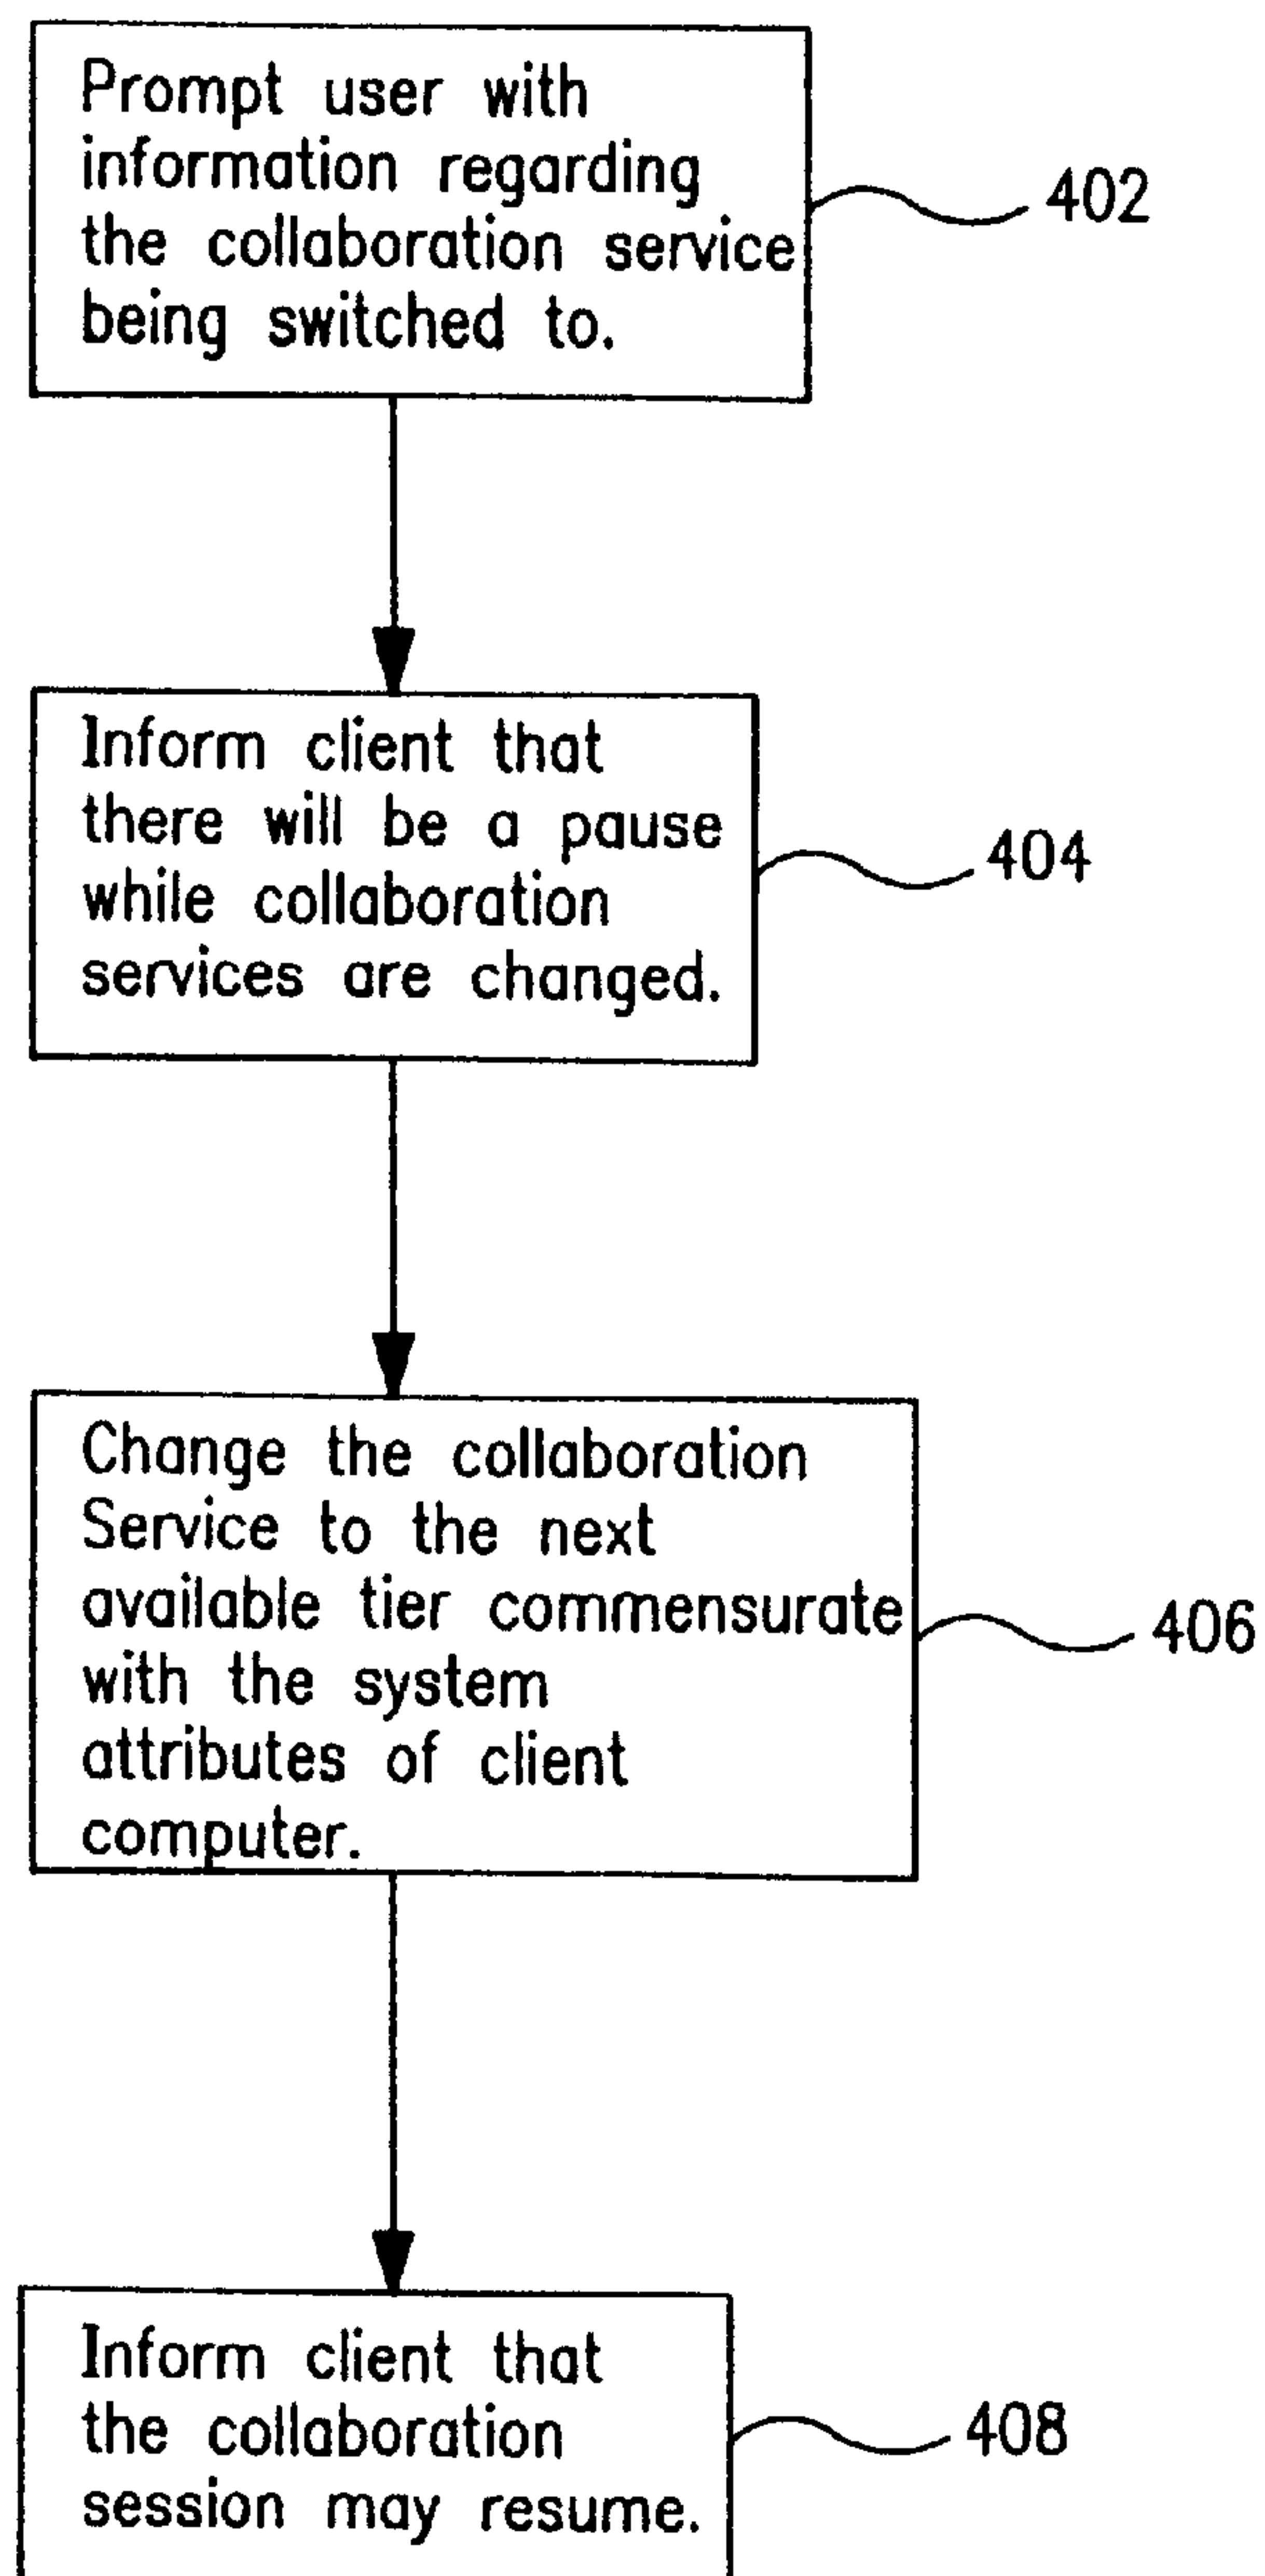 Prompt user with
information regarding
the collaboration service
being switched to.
402
Inform client that
there will be a pause
while collaboration
services are changed.
404
Change the collaboration
Service to the next
available tier commensurate
with the system
attributes of client
computer.
406
Inform client that
the collaboration
session may resume.
408